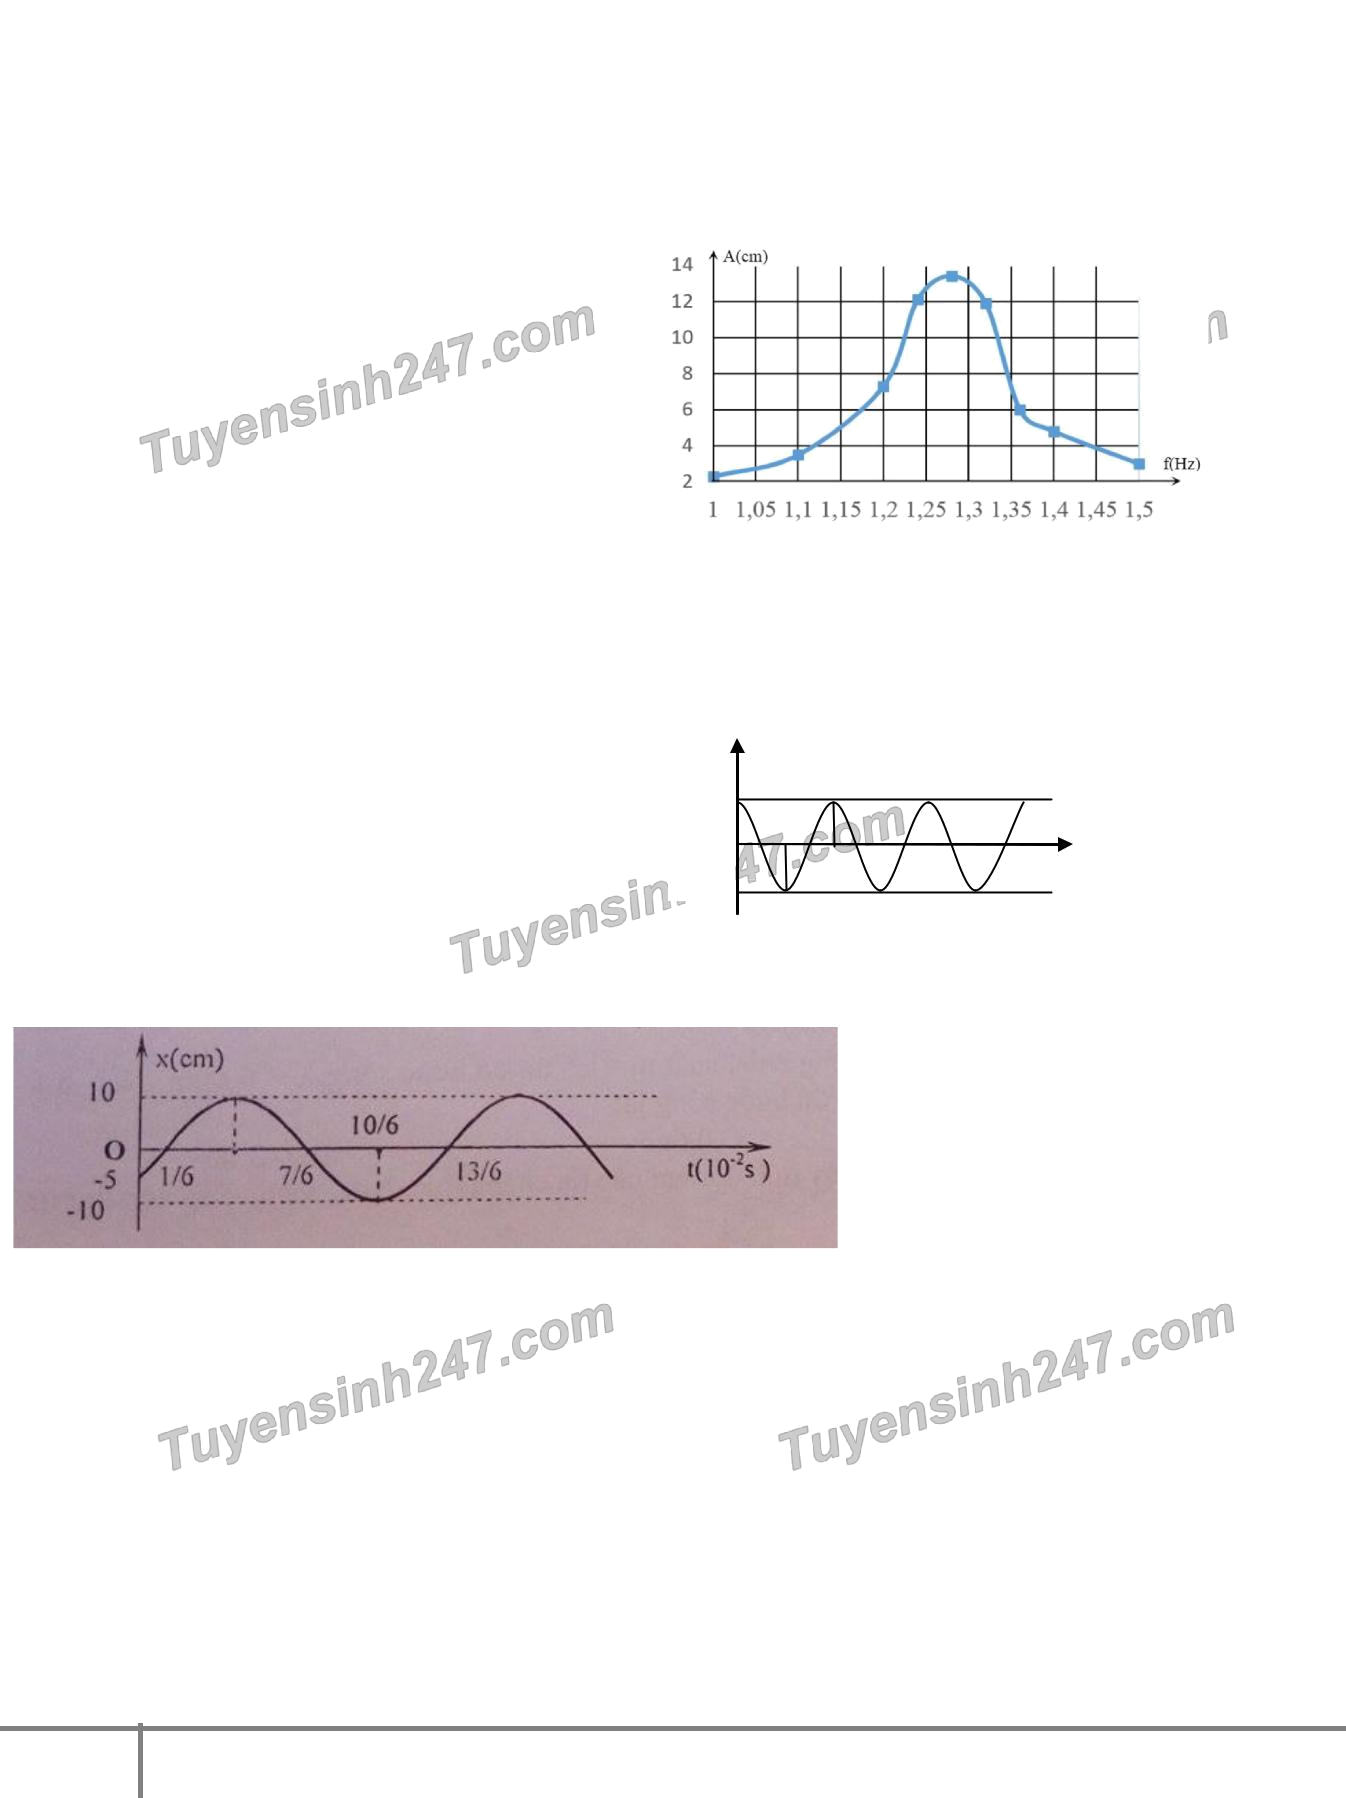 A(cm)
14
12
10
8
6
4
2
f(Hz)
1 1,05 1,1 1,15 1,2 1,25 1,3 1,35 1,4 1,45 1,5
Tuyensinh247.com
n
47.com
Tuyensin
x(cm)
10
10/6
O
-5 1/6 7/6 13/6 t(10⁻²s )
-10
Tuyensinh247.com
Tuyensinh247.com